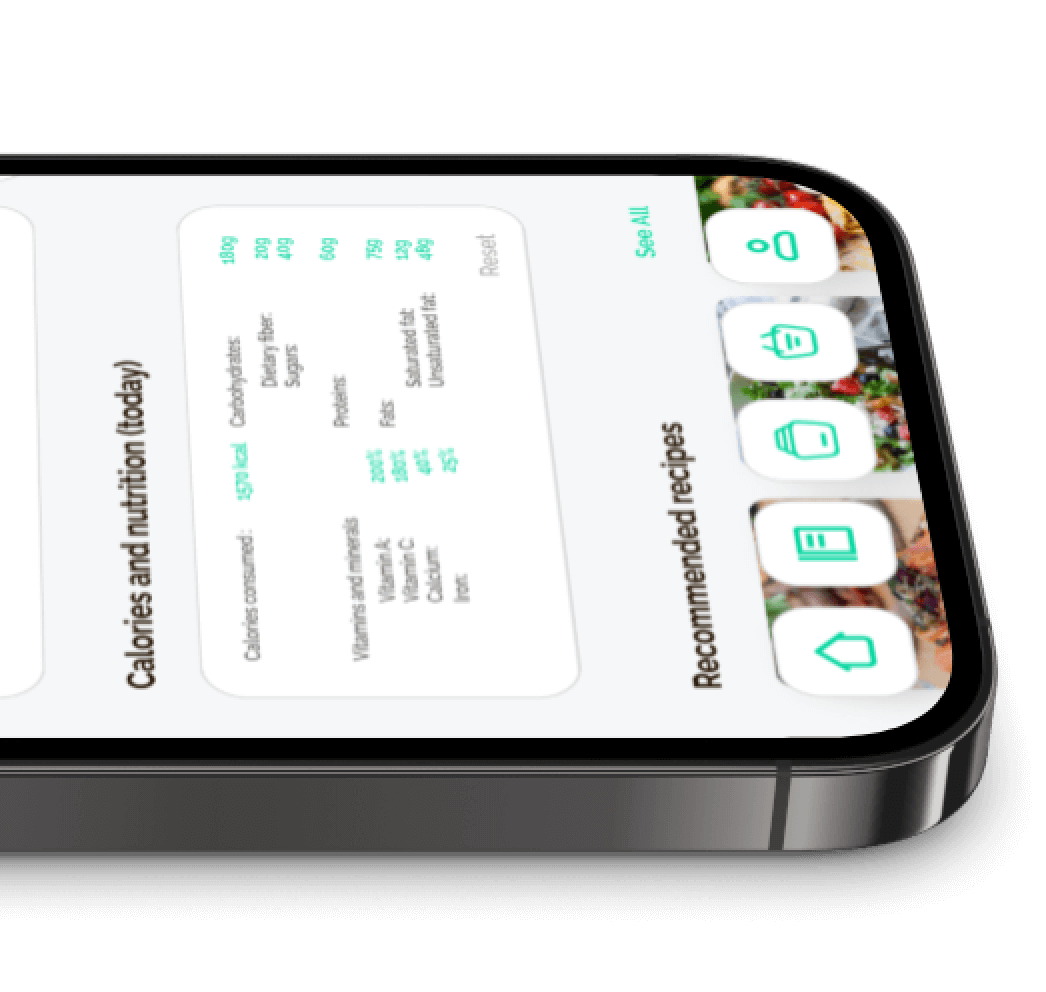 Calories and nutrition (today)
Calories consumed: 1570 kcal
Vitamins and minerals
Vitamin A: 200%
Vitamin C: 180%
Calcium: 40%
Iron: 25%
Carbohydrates: 180g
Dietary fiber: 20g
Sugars: 40g
Proteins: 60g
Fats: 75g
Saturated fat: 12g
Unsaturated fat: 48g
Reset
Recommended recipes
See All